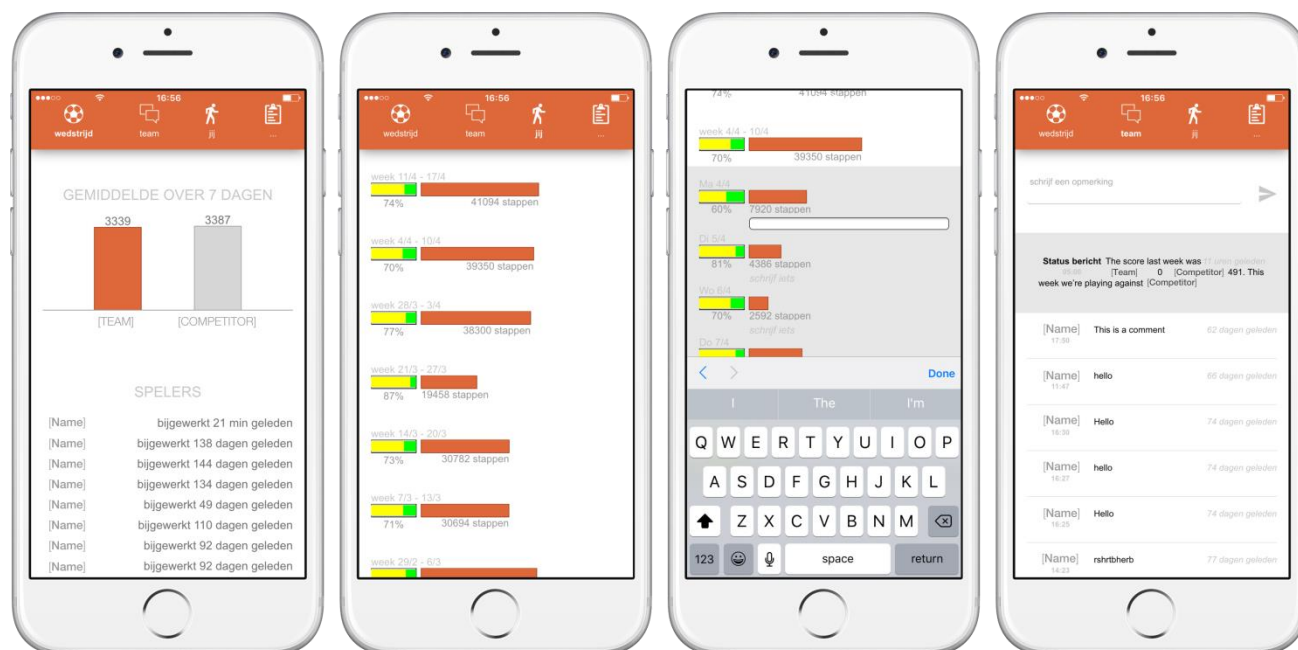 16:56
wedstrijd team jij ...
GEMIDDELDE OVER 7 DAGEN
3339 3387
[TEAM] [COMPETITOR]
SPELERS
[Name] bijgewerkt 21 min geleden
[Name] bijgewerkt 138 dagen geleden
[Name] bijgewerkt 144 dagen geleden
[Name] bijgewerkt 134 dagen geleden
[Name] bijgewerkt 49 dagen geleden
[Name] bijgewerkt 110 dagen geleden
[Name] bijgewerkt 92 dagen geleden
[Name] bijgewerkt 92 dagen geleden
16:56
wedstrijd team jij ...
week 11/4 - 17/4
74% 41094 stappen
week 4/4 - 10/4
70% 39350 stappen
week 28/3 - 3/4
77% 38300 stappen
week 21/3 - 27/3
87% 19458 stappen
week 14/3 - 20/3
73% 30782 stappen
week 7/3 - 13/3
71% 30694 stappen
week 29/2 - 6/3
74% 41094 stappen
week 4/4 - 10/4
70% 39350 stappen
Ma 4/4
60% 7920 stappen
Di 5/4
81% 4386 stappen
schrijf iets
Wo 6/4
70% 2592 stappen
schrijf iets
Do 7/4
Done
I The I'm
Q W E R T Y U I O P
A S D F G H J K L
Z X C V B N M
123 space return
16:56
wedstrijd team jij ...
schrijf een opmerking
Status bericht The score last week was 11 uren geleden
[Team] 0 [Competitor] 491. This
week we're playing against [Competitor]
[Name] This is a comment 62 dagen geleden
17:59
[Name] hello 66 dagen geleden
11:47
[Name] Hello 74 dagen geleden
16:38
[Name] hello 74 dagen geleden
16:27
[Name] Hello 74 dagen geleden
16:25
[Name] rshrtbherb 77 dagen geleden
14:23